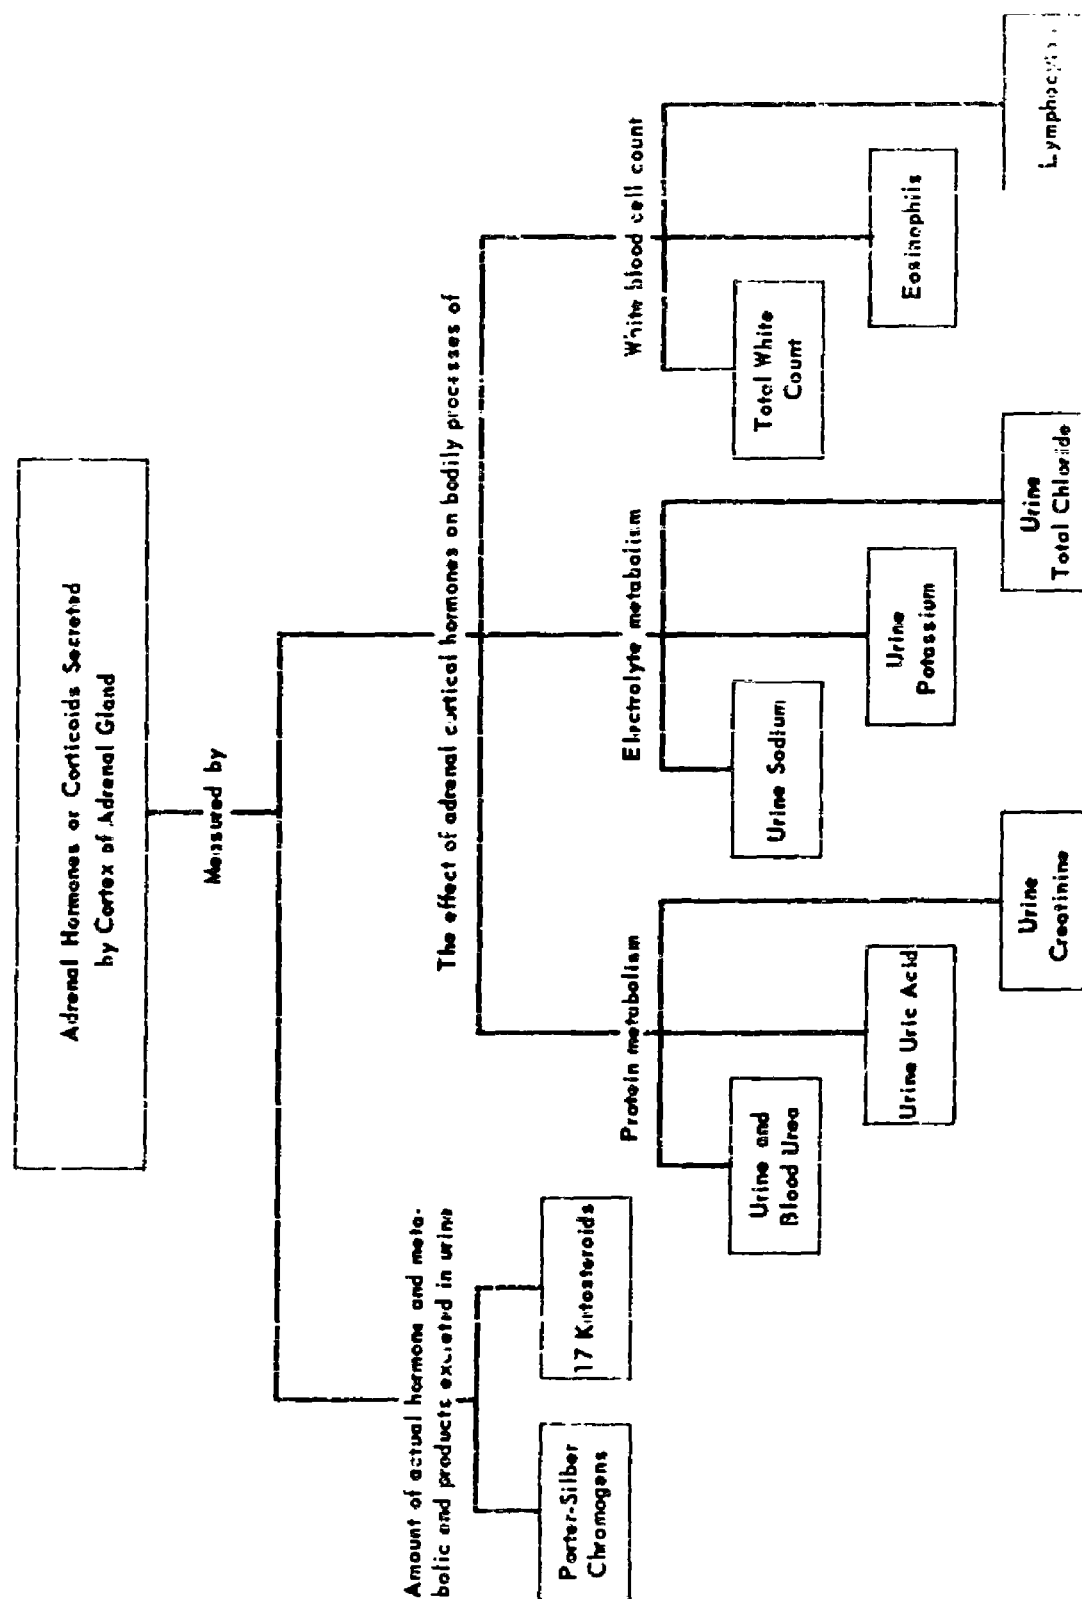 Adrenal Hormones or Corticoids Secreted
by Cortex of Adrenal Gland
Measured by
Amount of actual hormone and meta-
bolic end products excreted in urine
Porter-Silber
Chromogens
17 Ketosteroids
The effect of adrenal cortical hormones on bodily processes of
Protein metabolism
Urine and
Blood Urea
Urine Uric Acid
Urine
Creatinine
Electrolyte metabolism
Urine Sodium
Urine
Potassium
Urine
Total Chloride
White blood cell count
Total White
Count
Eosinophils